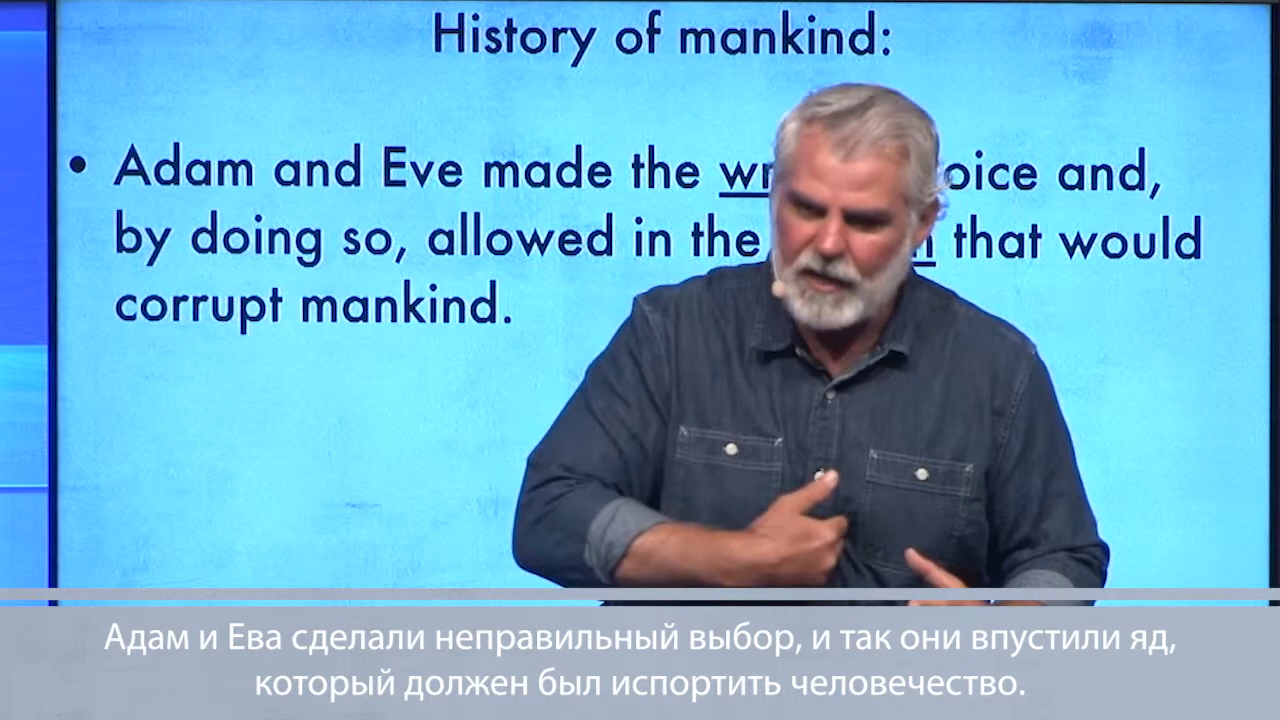 History of mankind:
• Adam and Eve made the and,
by doing so, allowed in the that would
corrupt mankind.
Адам и Ева сделали неправильный выбор, и так они впустили яд,
который должен был испортить человечество.